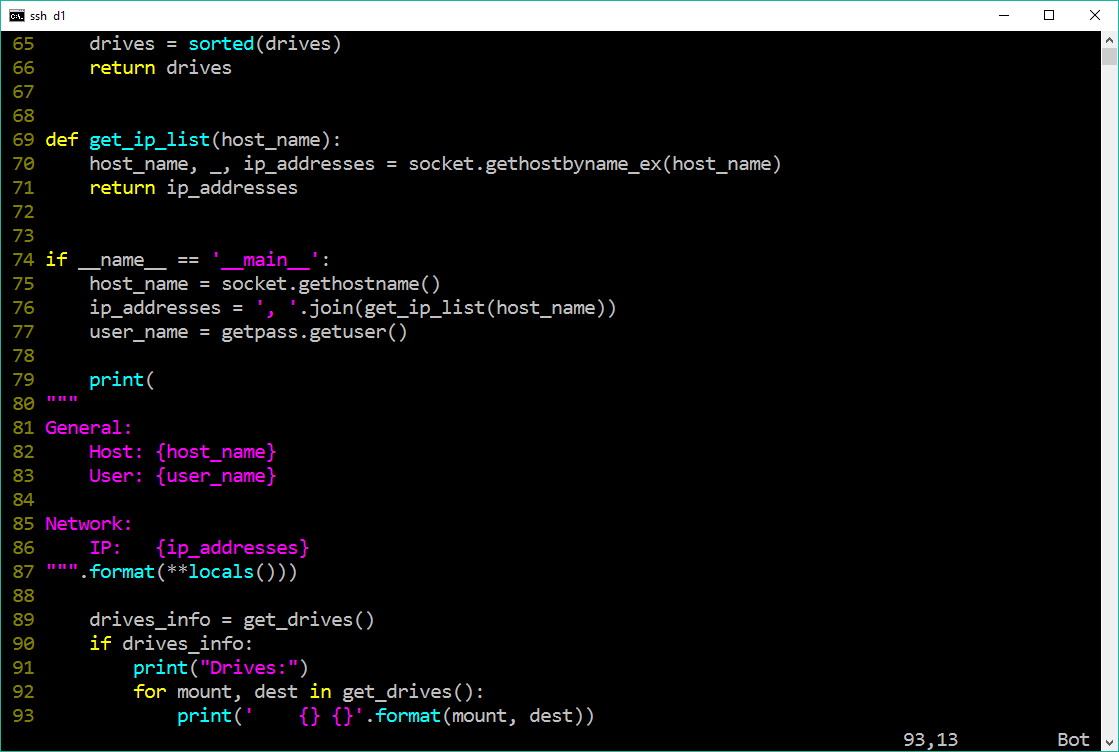 ssh d1
65     drives = sorted(drives)
66     return drives
67
68
69 def get_ip_list(host_name):
70     host_name, _, ip_addresses = socket.gethostbyname_ex(host_name)
71     return ip_addresses
72
73
74 if __name__ == '__main__':
75     host_name = socket.gethostname()
76     ip_addresses = ', '.join(get_ip_list(host_name))
77     user_name = getpass.getuser()
78
79     print(
80 """
81 General:
82     Host: {host_name}
83     User: {user_name}
84
85 Network:
86     IP:   {ip_addresses}
87 """.format(**locals()))
88
89     drives_info = get_drives()
90     if drives_info:
91         print("Drives:")
92         for mount, dest in get_drives():
93             print('    {} {}'.format(mount, dest))
93,13         Bot